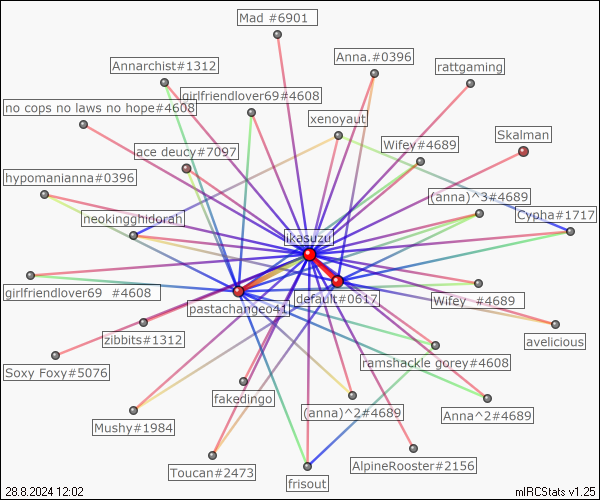 Mad #6901
Anna.#0396
Annarchist#1312
rattgaming
girlfriendlover69#4608
no cops no laws no hope#4608
xenoyaut
Skalman
Wifey#4689
ace deucy#7097
hypomanianna#0396
(anna)^3#4689
neokingghidorah
Cypha#1717
ikasuzu
girlfriendlover69 #4608
default#0617
Wifey #4689
pastachangeo41
zibbits#1312
avelicious
ramshackle gorey#4608
Soxy Foxy#5076
fakedingo
(anna)^2#4689
Anna^2#4689
Mushy#1984
Toucan#2473
AlpineRooster#2156
frisout
28.8.2024 12:02
mIRCStats v1.25